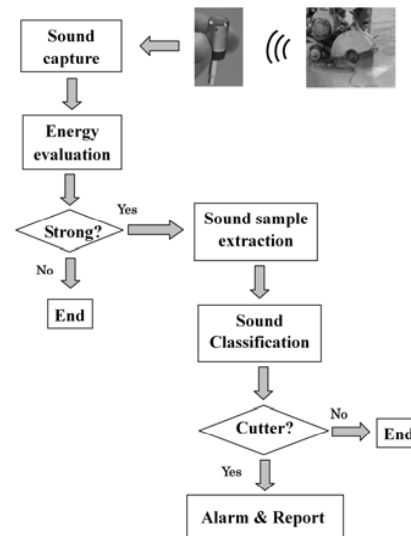 Sound
capture
Energy
evaluation
Strong?
Yes
No
End
Sound sample
extraction
Sound
Classification
Cutter?
No
End
Yes
Alarm & Report